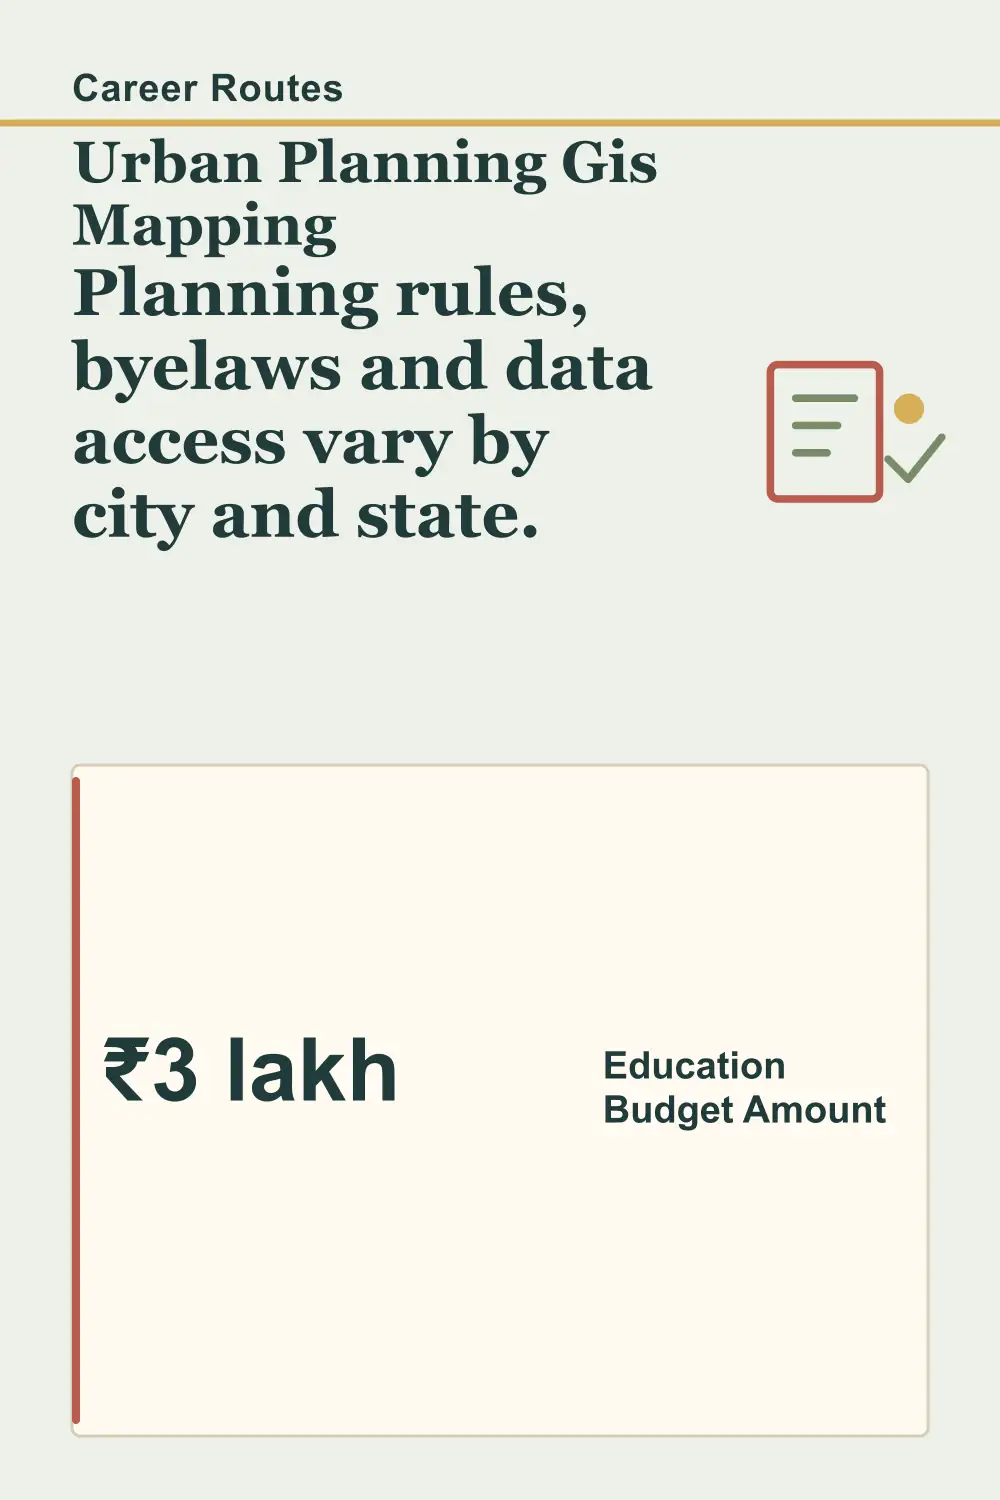 Career Routes
Urban Planning Gis
Mapping
Planning rules,
byelaws and data
access vary by
city and state.
₹3 lakh
Education
Budget Amount